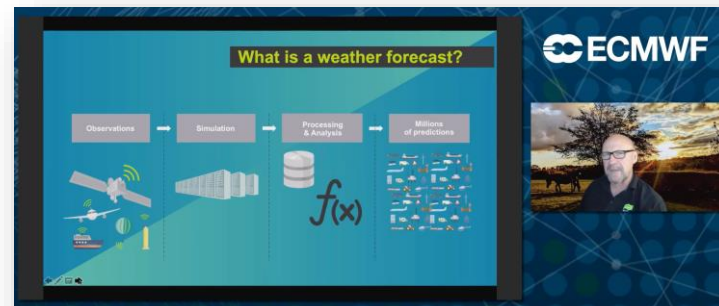 What is a weather forecast?
ECMWF
Observations
Simulation
Processing
& Analysis
Millions
of predictions
f(x)